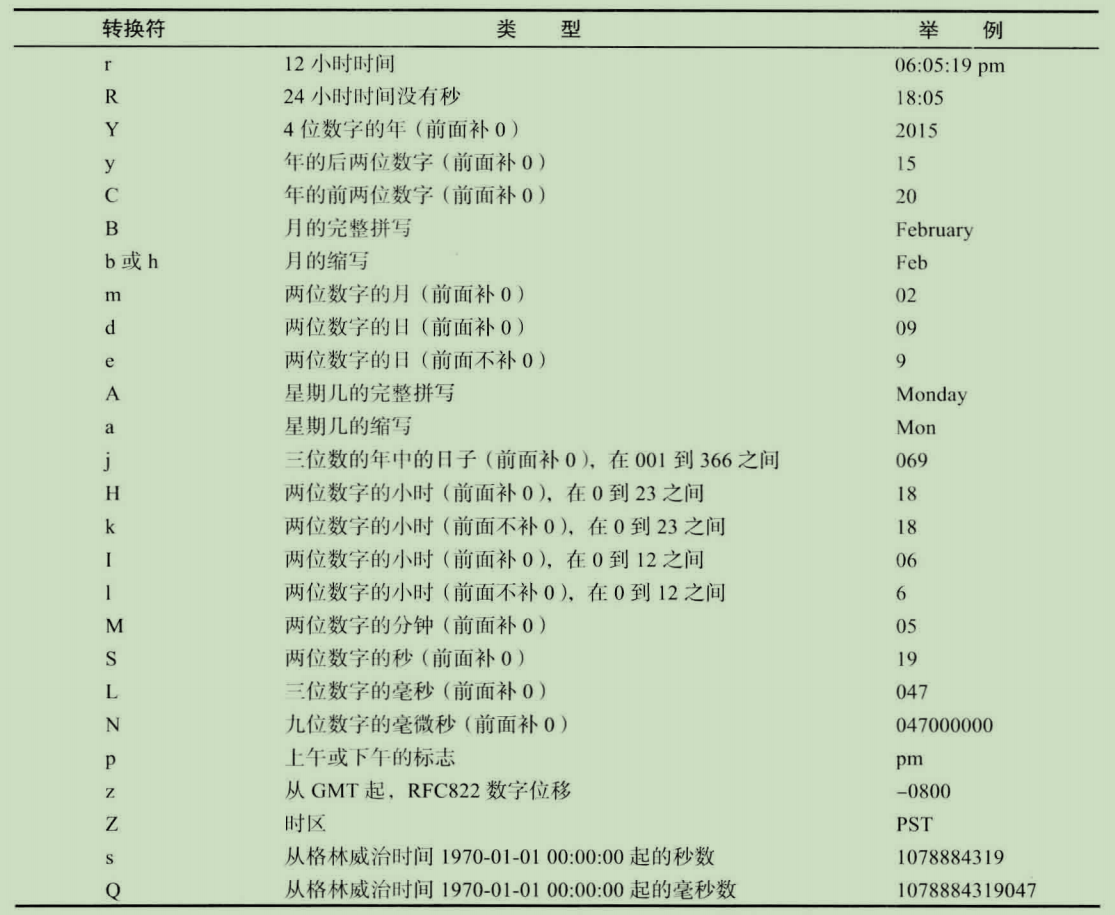 转换符 类 型 举 例
r 12 小时时间 06:05:19 pm
R 24 小时时间没有秒 18:05
Y 4 位数字的年（前面补 0） 2015
y 年的后两位数字（前面补 0） 15
C 年的前两位数字（前面补 0） 20
B 月的完整拼写 February
b 或 h 月的缩写 Feb
m 两位数字的月（前面补 0） 02
d 两位数字的日（前面补 0） 09
e 两位数字的日（前面不补 0） 9
A 星期几的完整拼写 Monday
a 星期几的缩写 Mon
j 三位数的年中的日子（前面补 0），在 001 到 366 之间 069
H 两位数字的小时（前面补 0），在 0 到 23 之间 18
k 两位数字的小时（前面不补 0），在 0 到 23 之间 18
I 两位数字的小时（前面补 0），在 0 到 12 之间 06
l 两位数字的小时（前面不补 0），在 0 到 12 之间 6
M 两位数字的分钟（前面补 0） 05
S 两位数字的秒（前面补 0） 19
L 三位数字的毫秒（前面补 0） 047
N 九位数字的毫微秒（前面补 0） 047000000
p 上午或下午的标志 pm
z 从 GMT 起，RFC822 数字位移 –0800
Z 时区 PST
s 从格林威治时间 1970-01-01 00:00:00 起的秒数 1078884319
Q 从格林威治时间 1970-01-01 00:00:00 起的毫秒数 1078884319047